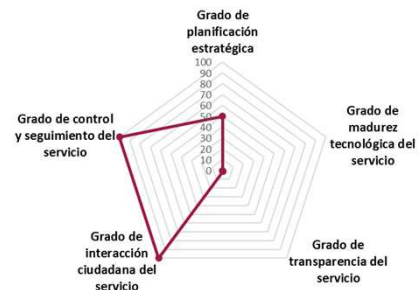 Grado de
planificación
estratégica
100
90
80
70
60
50
40
30
20
10
0
Grado de
madurez
tecnológica del
servicio
Grado de
transparencia del
servicio
Grado de
interacción
ciudadana del
servicio
Grado de control
y seguimiento del
servicio